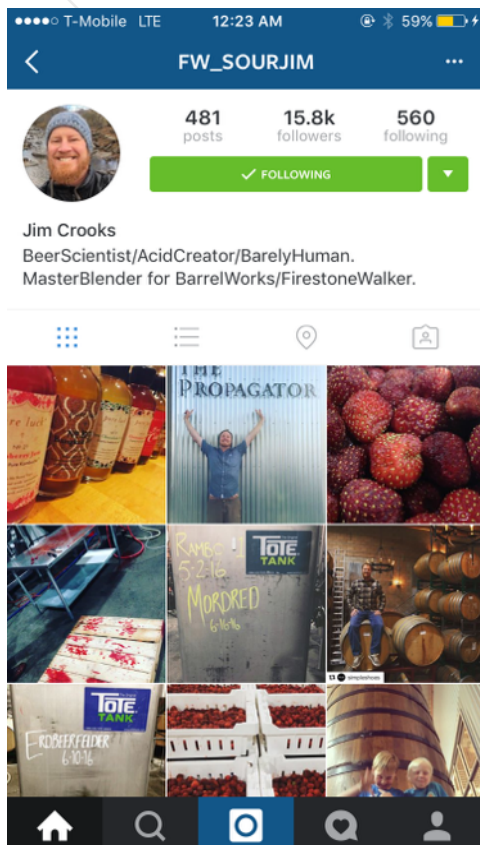 T-Mobile LTE 12:23 AM 59%
FW_SOURJIM
481 15.8k 560
posts followers following
FOLLOWING
Jim Crooks
BeerScientist/AcidCreator/BarelyHuman.
MasterBlender for BarrelWorks/FirestoneWalker.
THE
PROPAGATOR
RAMBO
5·2·16
MORDRED
6·16·16
TOTE
TANK
simpleshoes
TOTE
TANK
ERDBEERFELDER
6·10·16